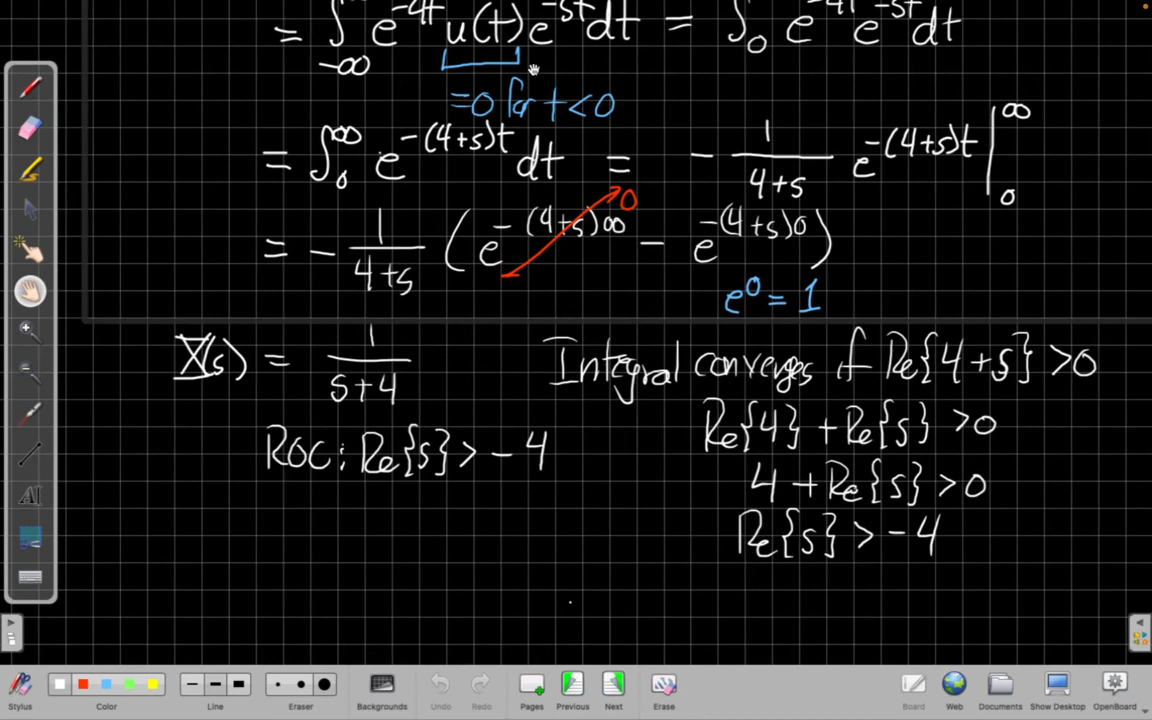 = ∫_{-∞}^{∞} e^{-4t} u(t) e^{-st} dt = ∫_0 e^{-4t} e^{-st} dt
=0 for t<0
= ∫_0^∞ e^{-(4+s)t} dt = - 1/(4+s) e^{-(4+s)t} |_0^∞
= - 1/(4+s) ( e^{-(4+s)∞} - e^{-(4+s)0} )
0
e^0 = 1
X(s) = 1/(s+4)
Integral converges if Re{4+s} >0
Re{4} + Re{s} >0
ROC: Re{s} > -4
4 + Re{s} >0
Re{s} > -4
Stylus
Color
Line
Eraser
Backgrounds
Undo
Redo
Pages
Previous
Next
Erase
Board
Web
Documents
Show Desktop
OpenBoard